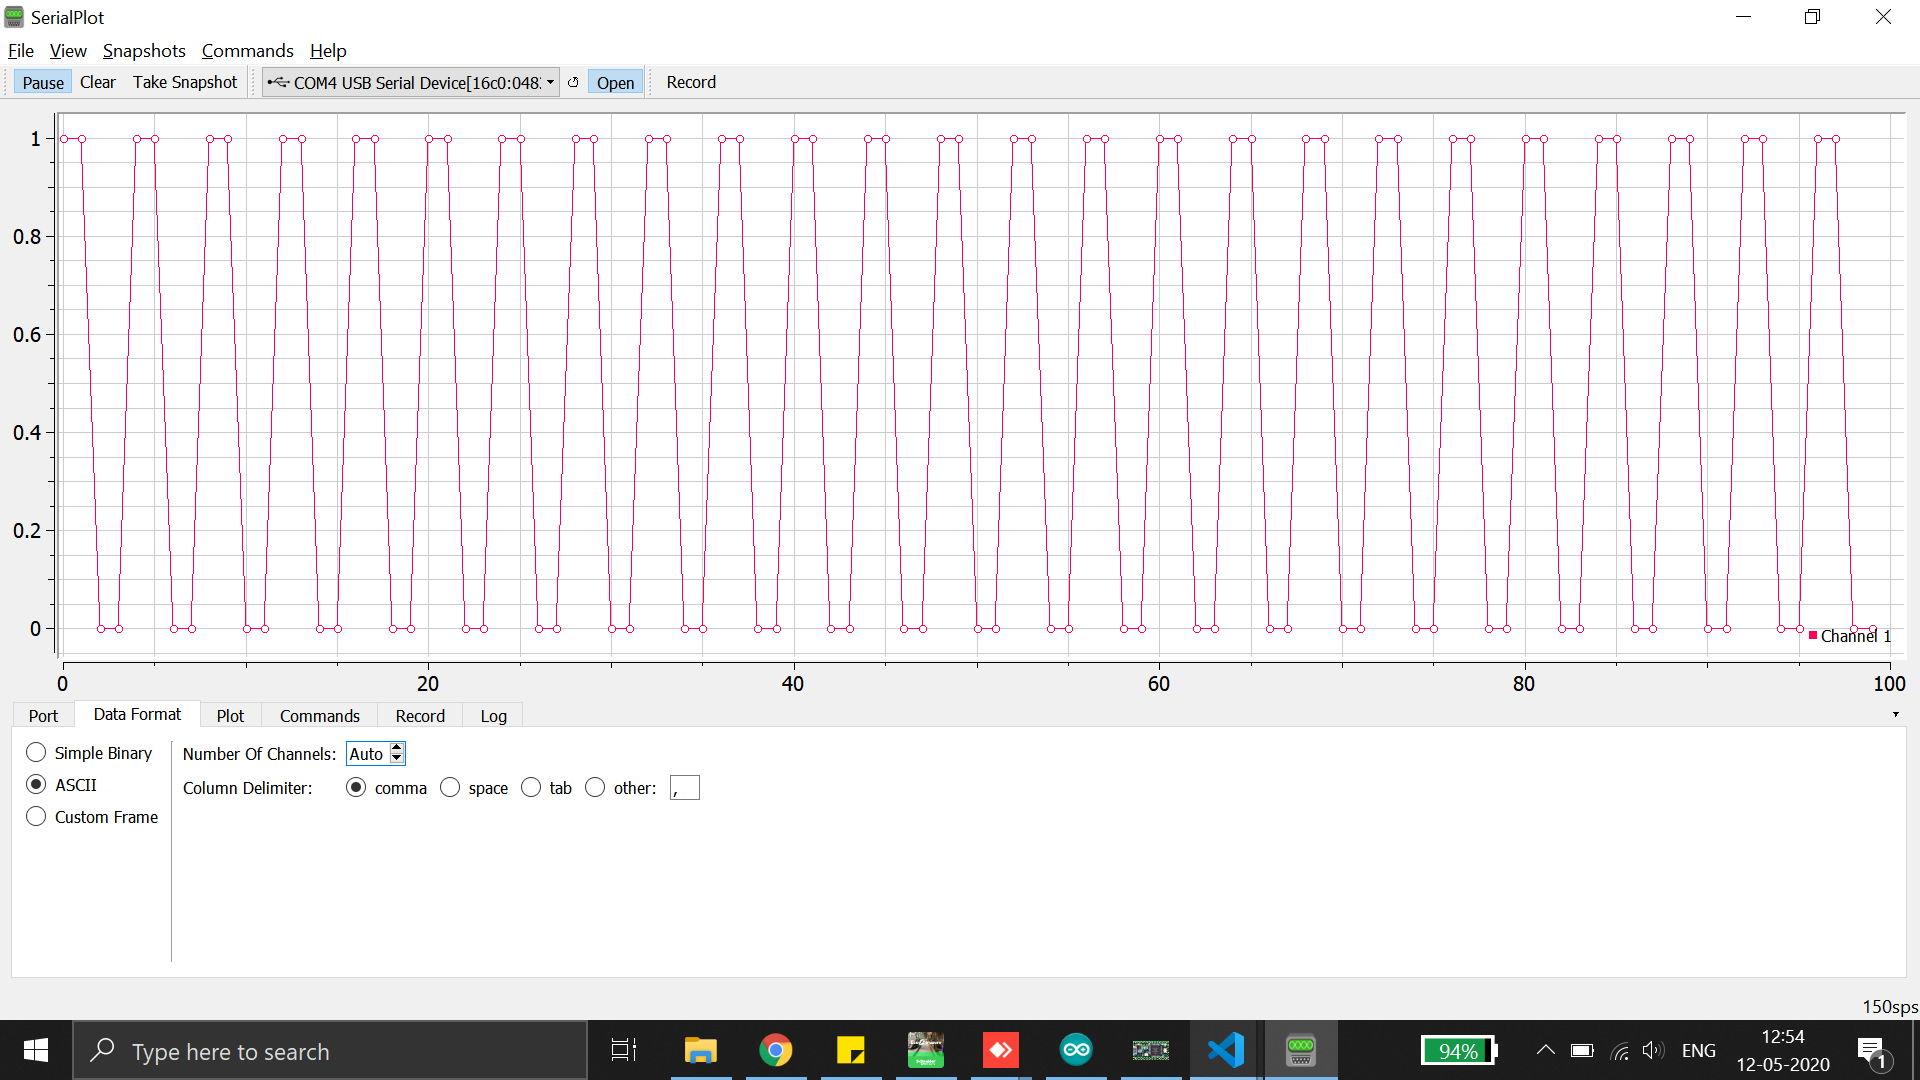 SerialPlot
File View Snapshots Commands Help
Pause Clear Take Snapshot COM4 USB Serial Device[16c0:048 Open Record
1
0.8
0.6
0.4
0.2
0
Channel 1
0 20 40 60 80 100
Port Data Format Plot Commands Record Log
Simple Binary Number Of Channels: Auto
ASCII Column Delimiter: comma space tab other: ,
Custom Frame
150sps
Type here to search 94% ENG 12:54
12-05-2020 1